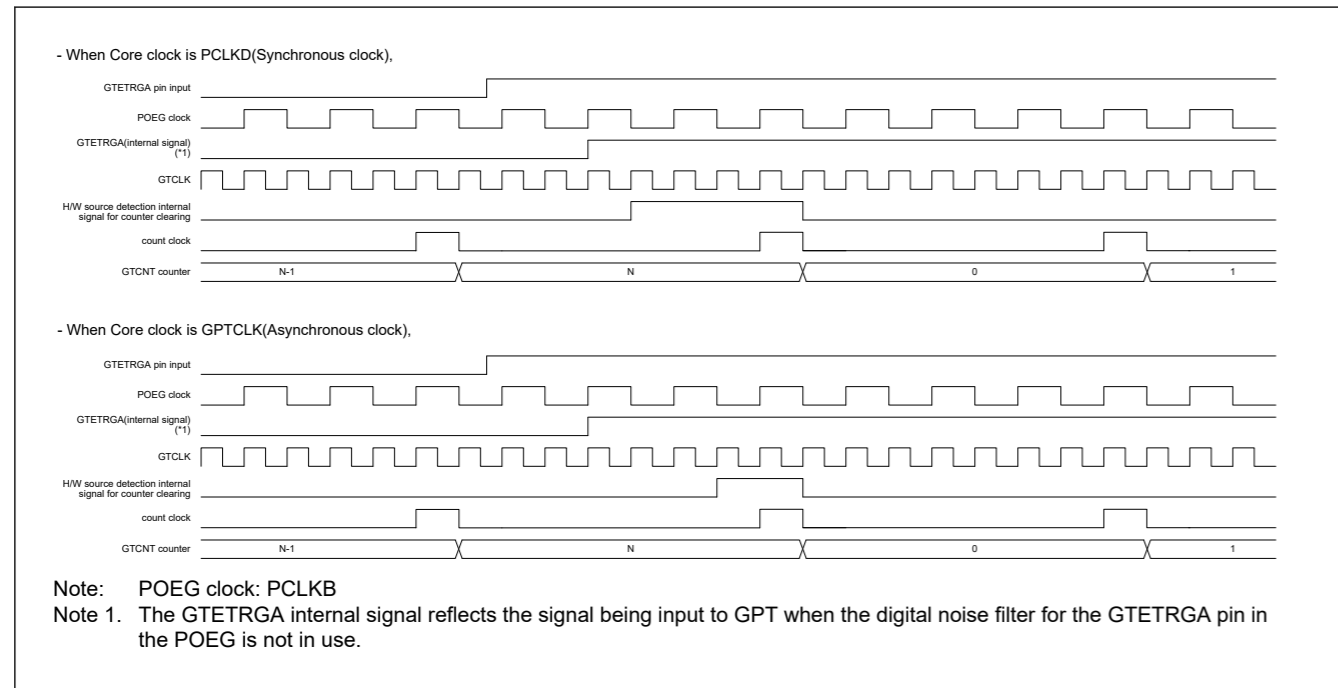 - When Core clock is PCLKD(Synchronous clock),
GTETRGA pin input
POEG clock
GTETRGA(internal signal)
(*1)
GTCLK
H/W source detection internal
signal for counter clearing
count clock
GTCNT counter N-1 N 0 1
- When Core clock is GPTCLK(Asynchronous clock),
GTETRGA pin input
POEG clock
GTETRGA(internal signal)
(*1)
GTCLK
H/W source detection internal
signal for counter clearing
count clock
GTCNT counter N-1 N 0 1
Note: POEG clock: PCLKB
Note 1. The GTETRGA internal signal reflects the signal being input to GPT when the digital noise filter for the GTETRGA pin in
the POEG is not in use.